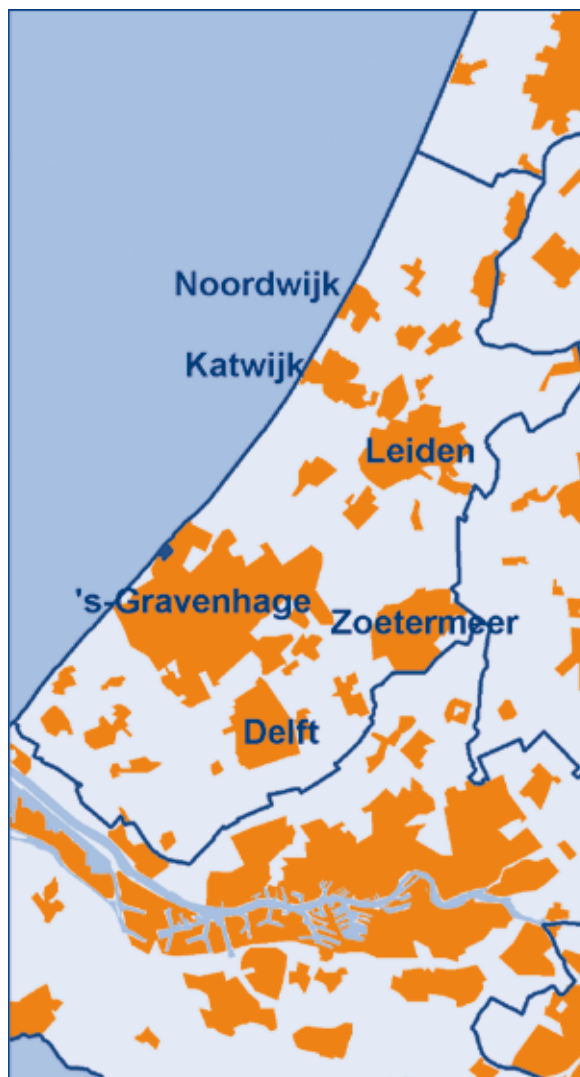 Noordwijk
Katwijk
Leiden
's-Gravenhage
Zoetermeer
Delft